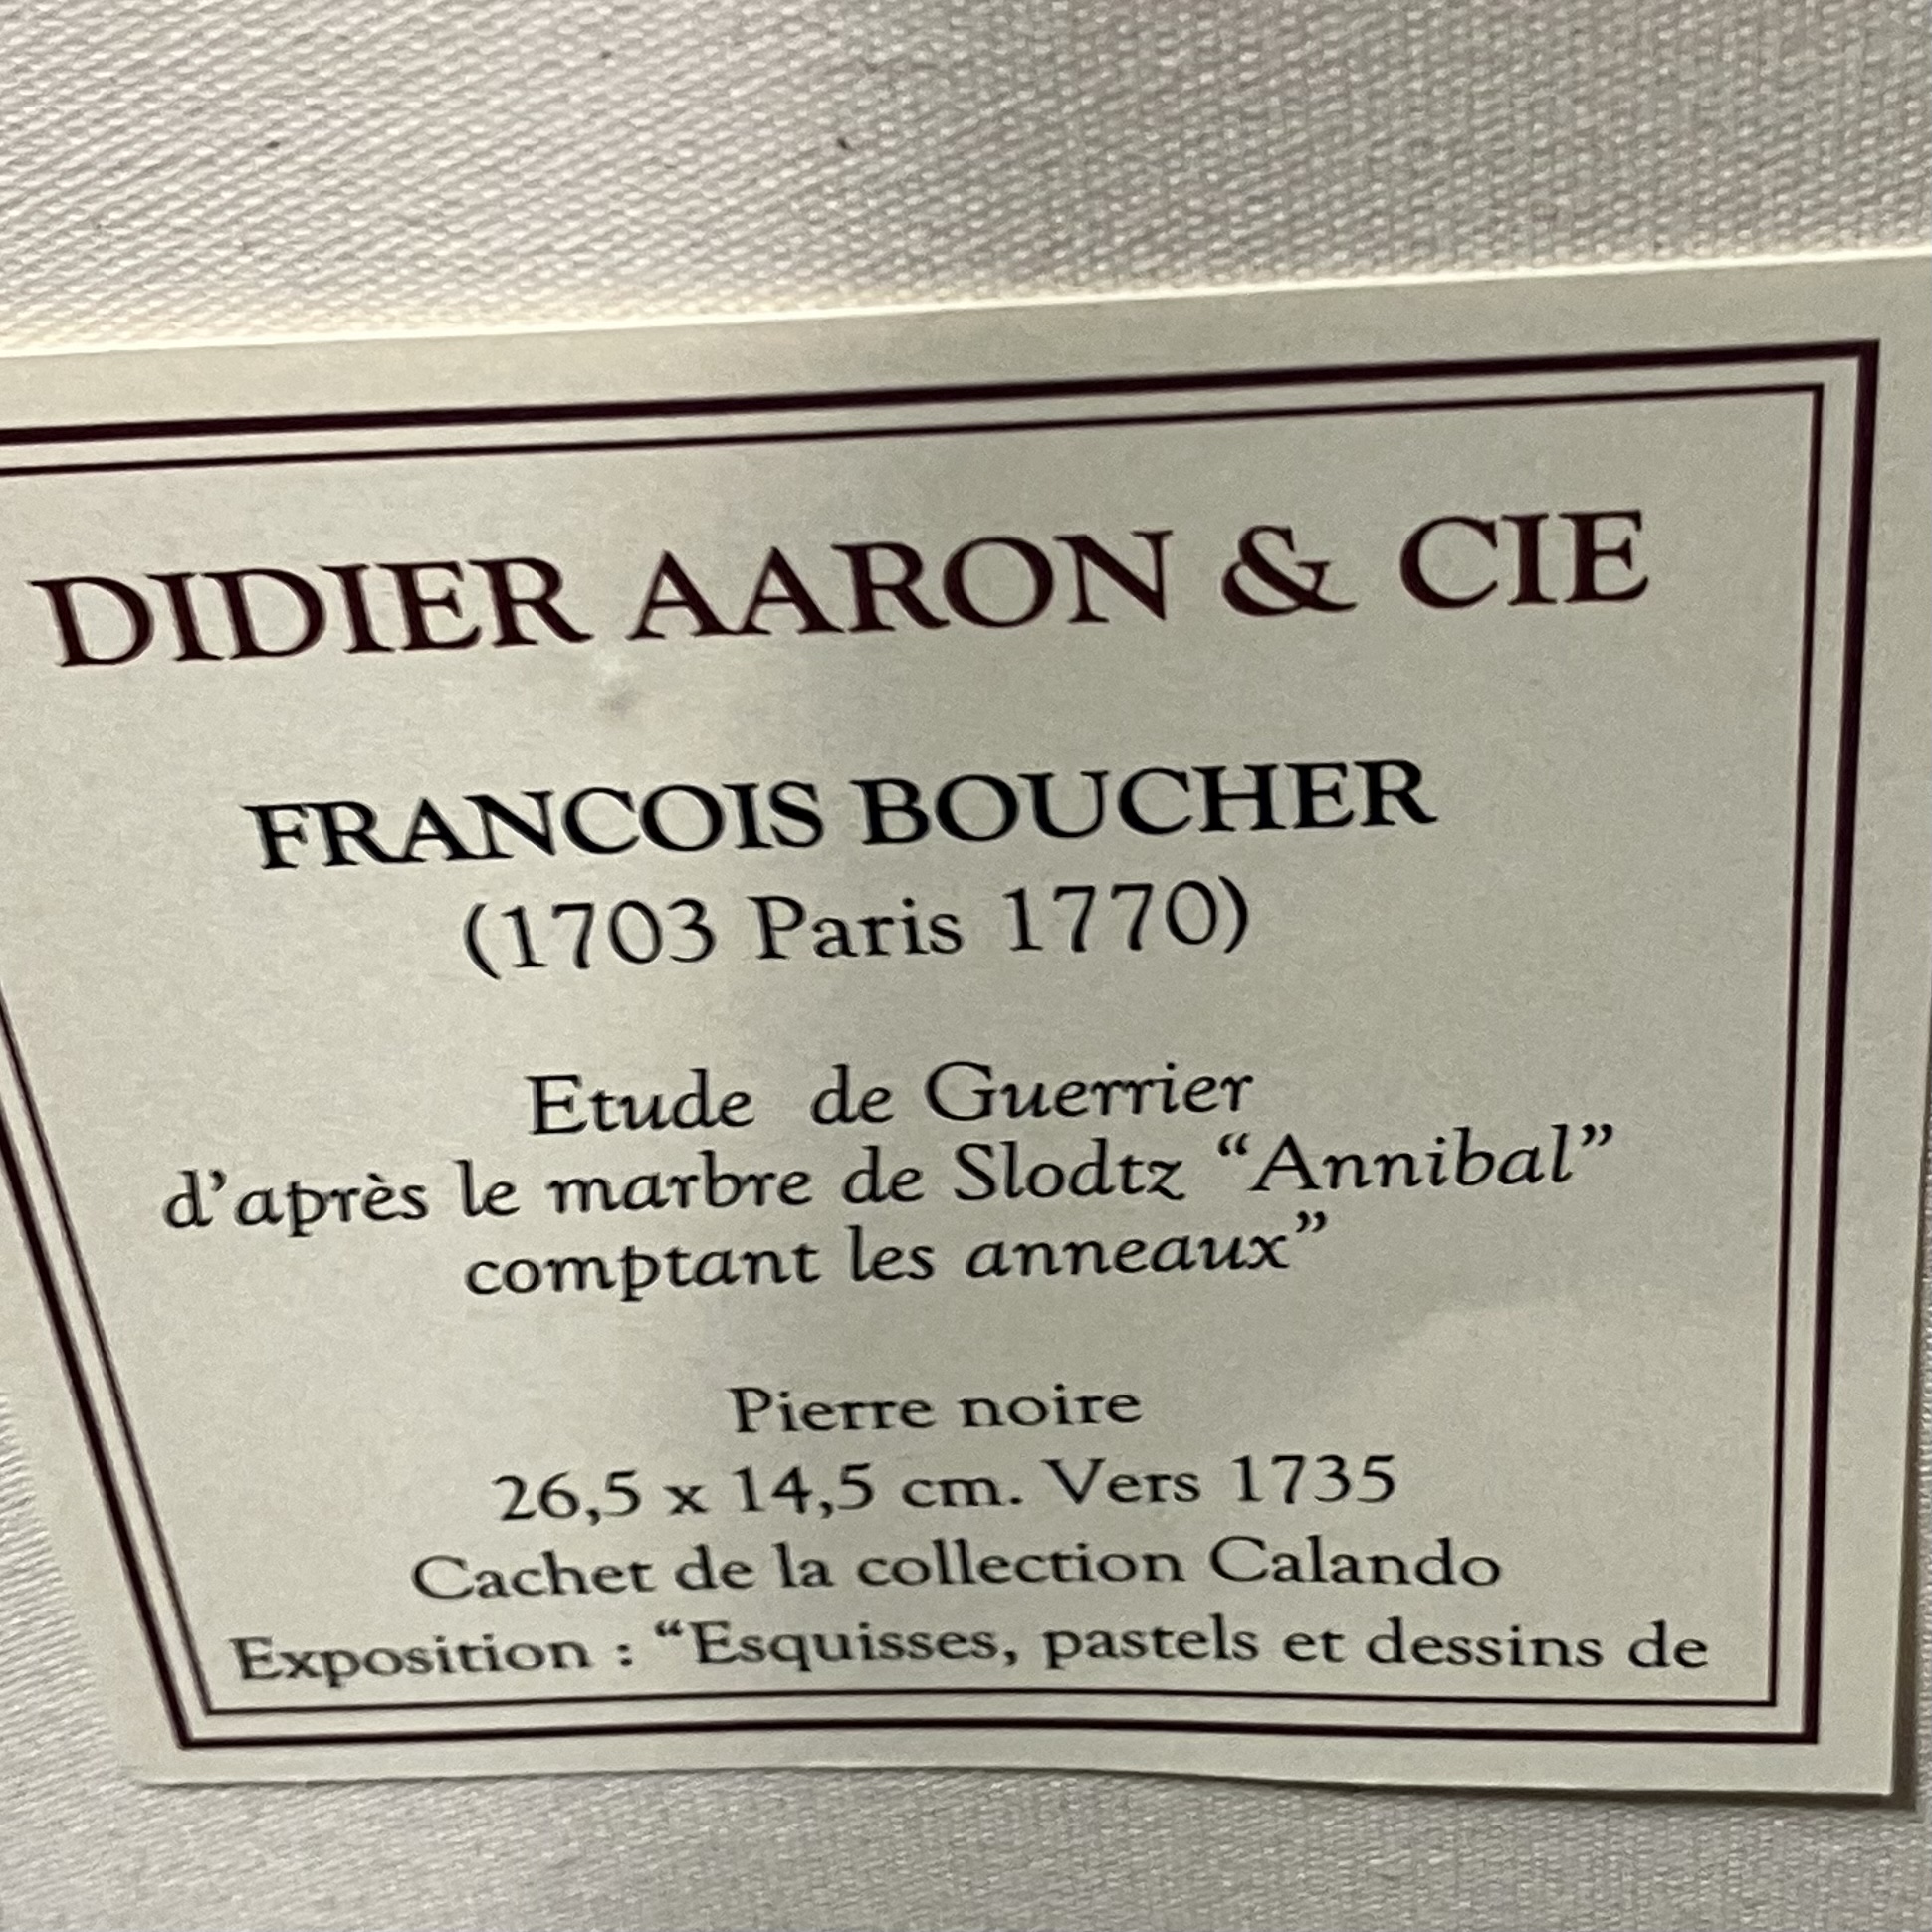 DIDIER AARON & CIE
FRANCOIS BOUCHER
(1703 Paris 1770)
Etude de Guerrier
d'après le marbre de Slodtz “Annibal”
comptant les anneaux”
Pierre noire
26,5 x 14,5 cm. Vers 1735
Cachet de la collection Calando
Exposition : “Esquisses, pastels et dessins de